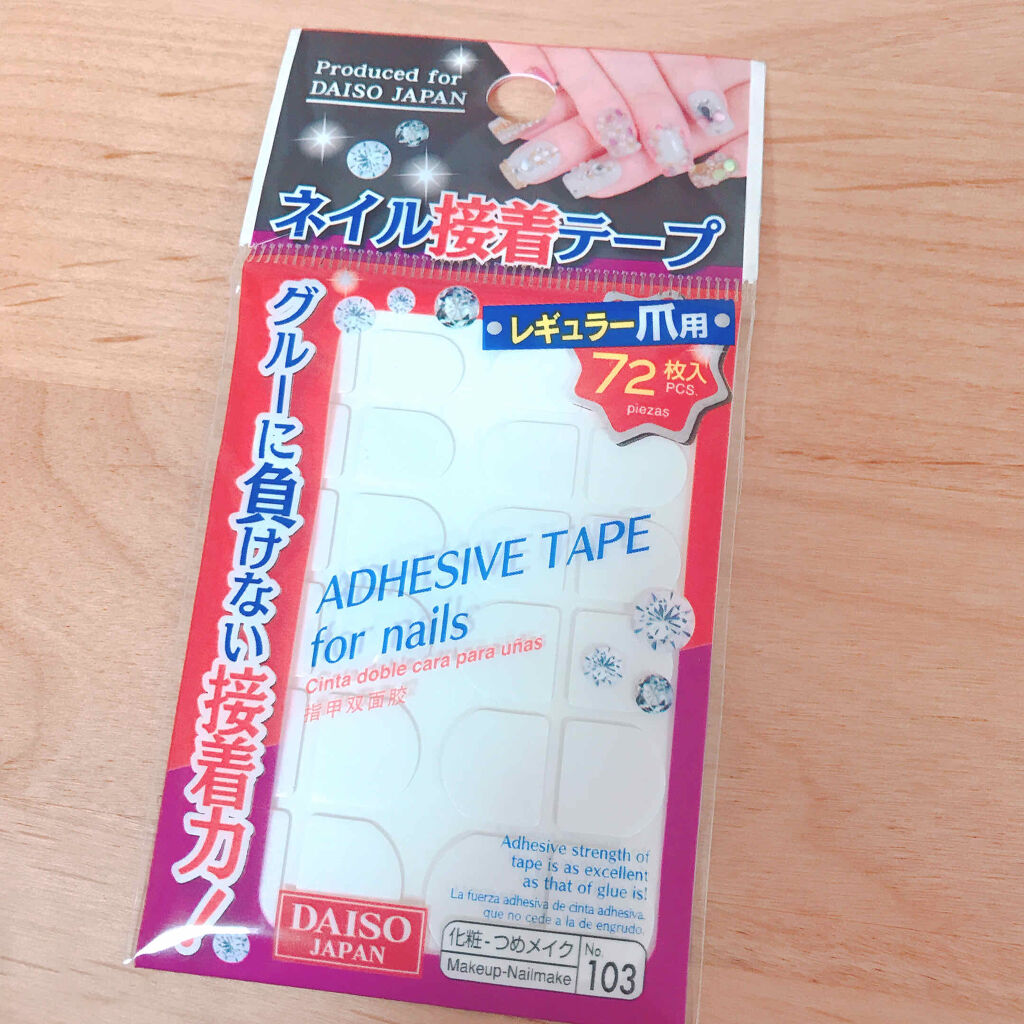 Produced for
DAISO JAPAN
ネイル接着テープ
グルーに負けない接着力!
レギュラー爪用
72枚入
PCS.
piezas
ADHESIVE TAPE
for nails
Cinta doble cara para uñas
指甲双面胶
Adhesive strength of
tape is as excellent
as that of glue is!
La fuerza adhesiva de cinta adhesiva,
que no cede a la de engrudo.
DAISO
JAPAN
化粧-つめメイク
Makeup-Nailmake
No.
103